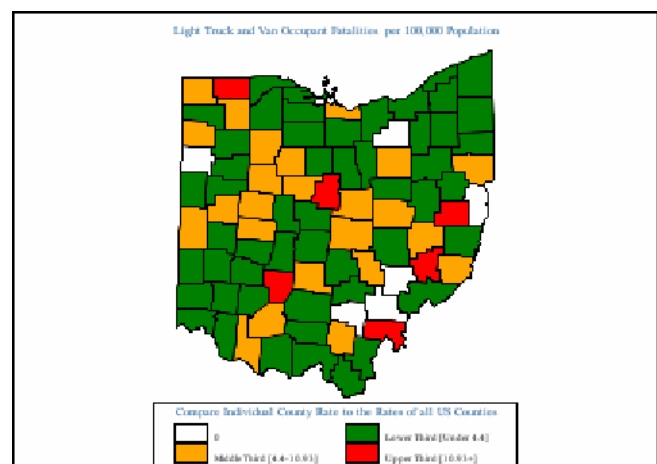 Light Truck and Van Occupant Fatalities per 100,000 Population
Compare Individual County Rate to the Rates of all US Counties
0
Lower Third [Under 4.4]
Middle Third [4.4-10.93]
Upper Third [10.93+]